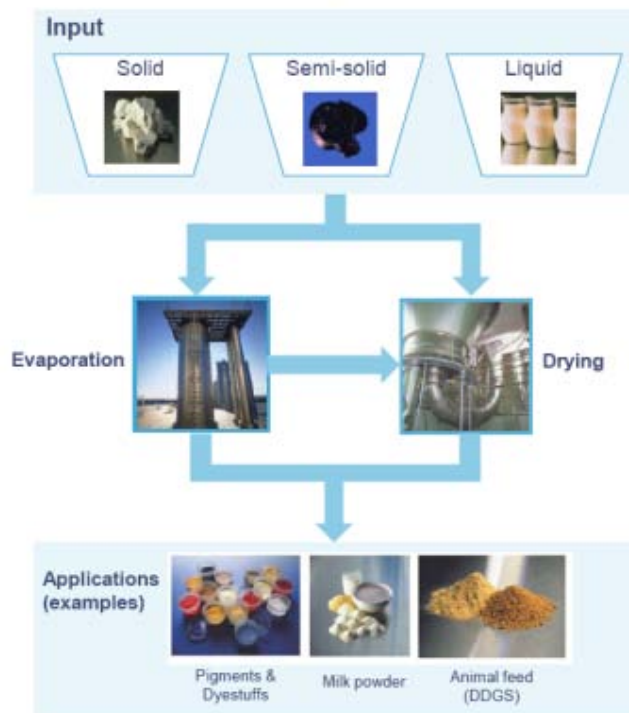 Input
Solid
Semi-solid
Liquid
Evaporation
Drying
Applications
(examples)
Pigments &
Dyestuffs
Milk powder
Animal feed
(DDGS)